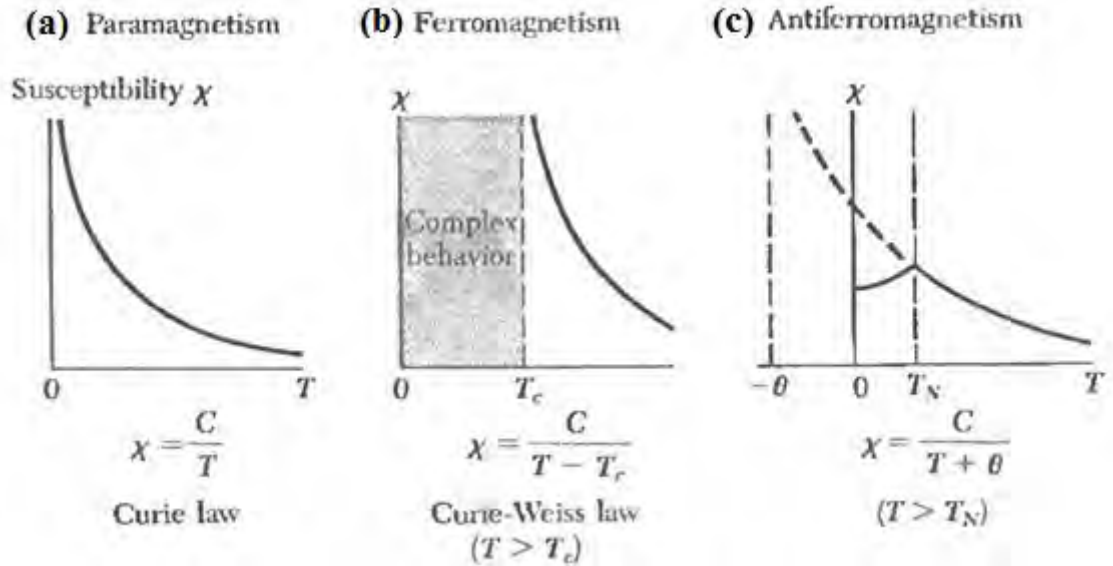 (a) Paramagnetism
Susceptibility χ
0
T
χ = C / T
Curie law
(b) Ferromagnetism
χ
Complex
behavior
0
T_c
χ = C / (T − T_c)
Curie-Weiss law
(T > T_c)
(c) Antiferromagnetism
χ
−θ
0
T_N
T
χ = C / (T + θ)
(T > T_N)